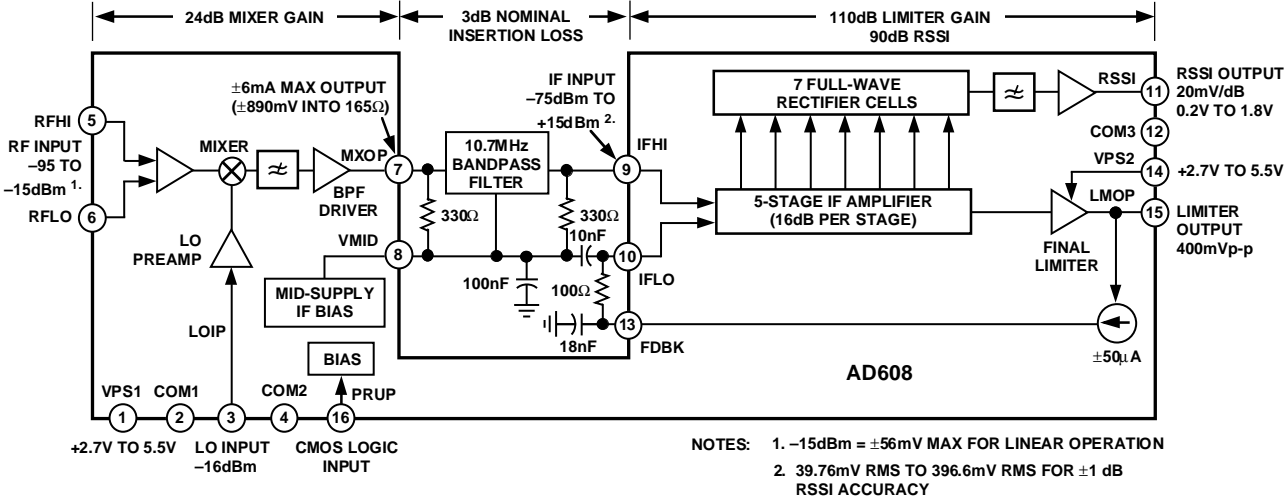 24dB MIXER GAIN
3dB NOMINAL
INSERTION LOSS
110dB LIMITER GAIN
90dB RSSI
±6mA MAX OUTPUT
(±890mV INTO 165Ω)
IF INPUT
–75dBm TO
+15dBm 2.
7 FULL-WAVE
RECTIFIER CELLS
RSSI
11
RSSI OUTPUT
20mV/dB
0.2V TO 1.8V
RFHI
5
RF INPUT
–95 TO
–15dBm 1.
RFLO
6
MIXER
MXOP
7
BPF
DRIVER
10.7MHz
BANDPASS
FILTER
IFHI
9
COM3
12
VPS2
14
+2.7V TO 5.5V
5-STAGE IF AMPLIFIER
(16dB PER STAGE)
LMOP
15
LIMITER
OUTPUT
400mVp-p
FINAL
LIMITER
330Ω
330Ω
10nF
LO
PREAMP
VMID
8
10
IFLO
MID-SUPPLY
IF BIAS
100nF
100Ω
18nF
13
FDBK
±50μA
LOIP
BIAS
PRUP
AD608
VPS1
COM1
COM2
1
2
3
4
16
+2.7V TO 5.5V
LO INPUT
–16dBm
CMOS LOGIC
INPUT
NOTES: 1. –15dBm = ±56mV MAX FOR LINEAR OPERATION
2. 39.76mV RMS TO 396.6mV RMS FOR ±1 dB
RSSI ACCURACY